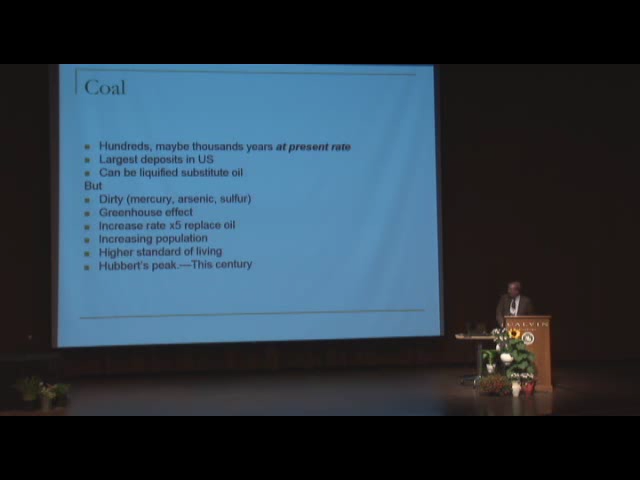 Coal
Hundreds, maybe thousands years at present rate
Largest deposits in US
Can be liquified substitute oil
But
Dirty (mercury, arsenic, sulfur)
Greenhouse effect
Increase rate x5 replace oil
Increasing population
Higher standard of living
Hubbert's peak.—This century
CALVIN